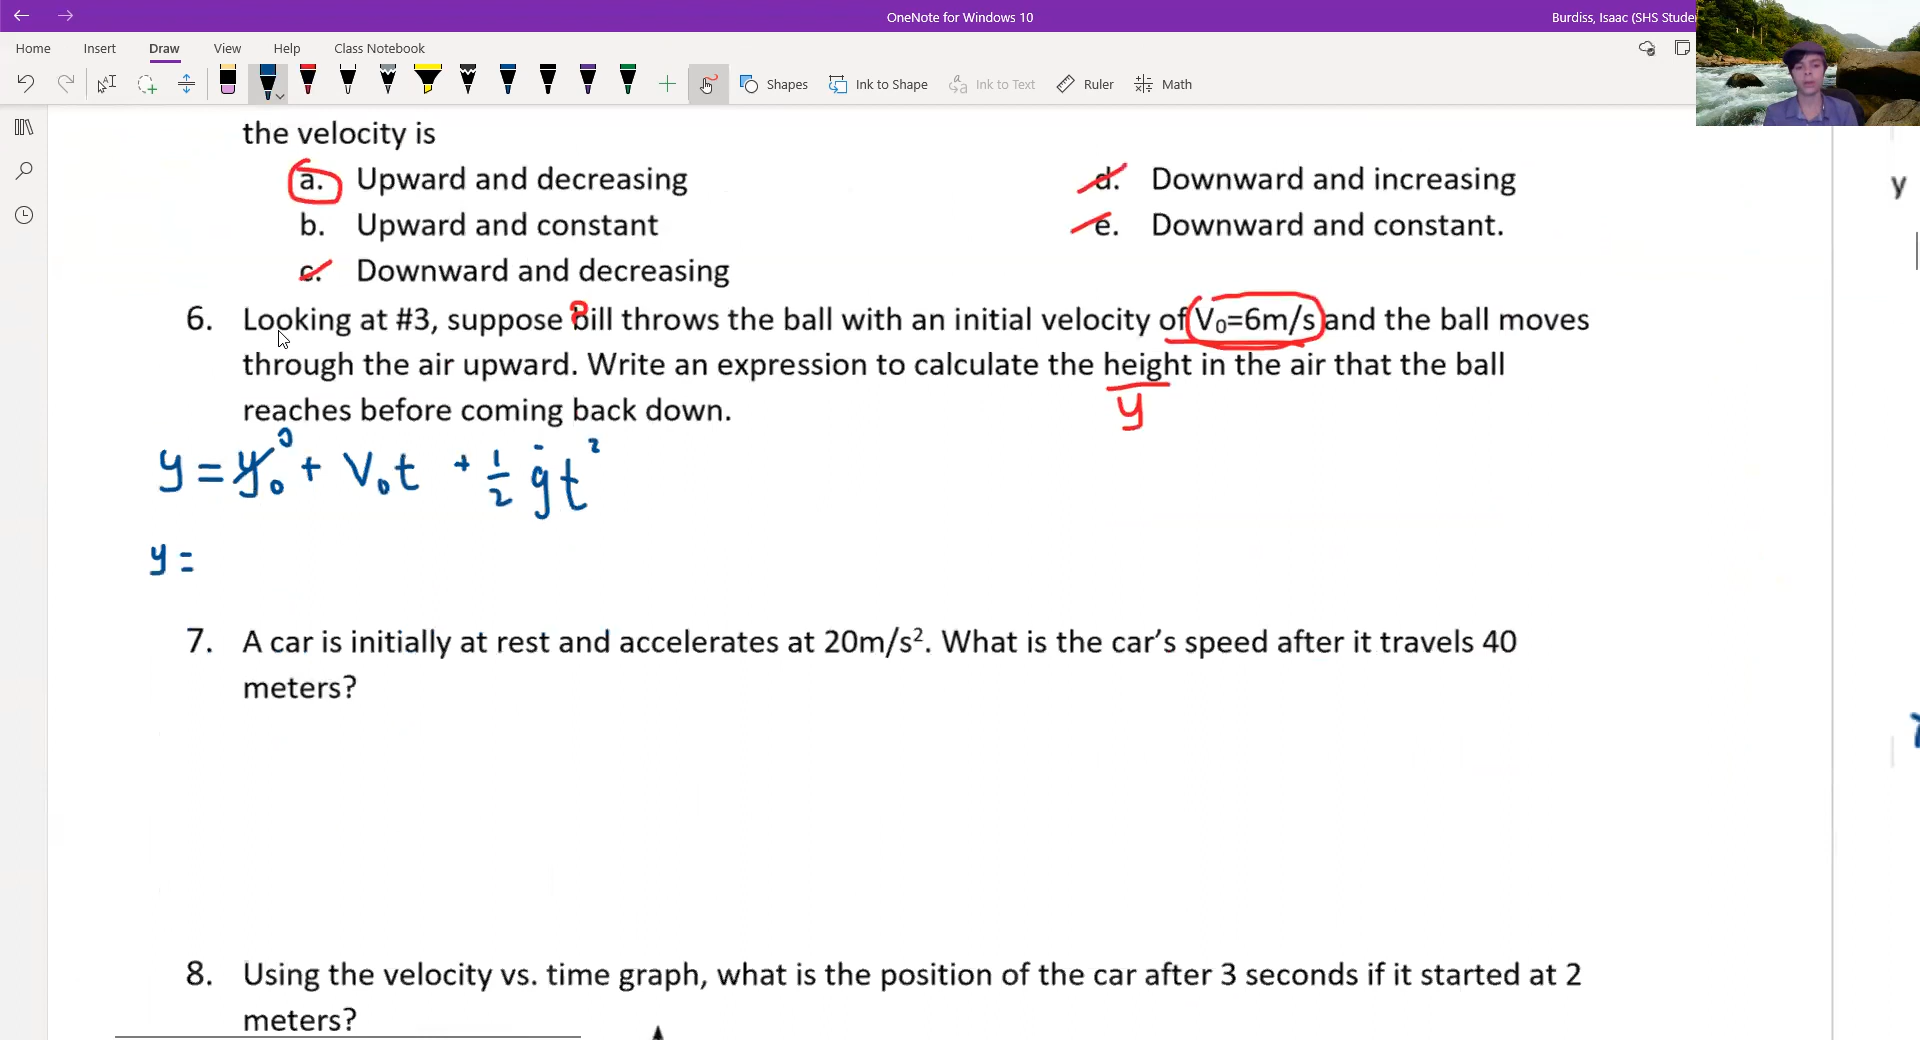 OneNote for Windows 10
Burdiss, Isaac (SHS Stude
Home Insert Draw View Help Class Notebook
Shapes Ink to Shape Ink to Text Ruler Math
the velocity is
a. Upward and decreasing
d. Downward and increasing
b. Upward and constant
e. Downward and constant.
c. Downward and decreasing
y
6. Looking at #3, suppose bill throws the ball with an initial velocity of V₀=6m/s and the ball moves
through the air upward. Write an expression to calculate the height in the air that the ball
reaches before coming back down.
y
y = y₀⁰ + V₀t + ½ gt²
y =
7. A car is initially at rest and accelerates at 20m/s². What is the car’s speed after it travels 40
meters?
8. Using the velocity vs. time graph, what is the position of the car after 3 seconds if it started at 2
meters?